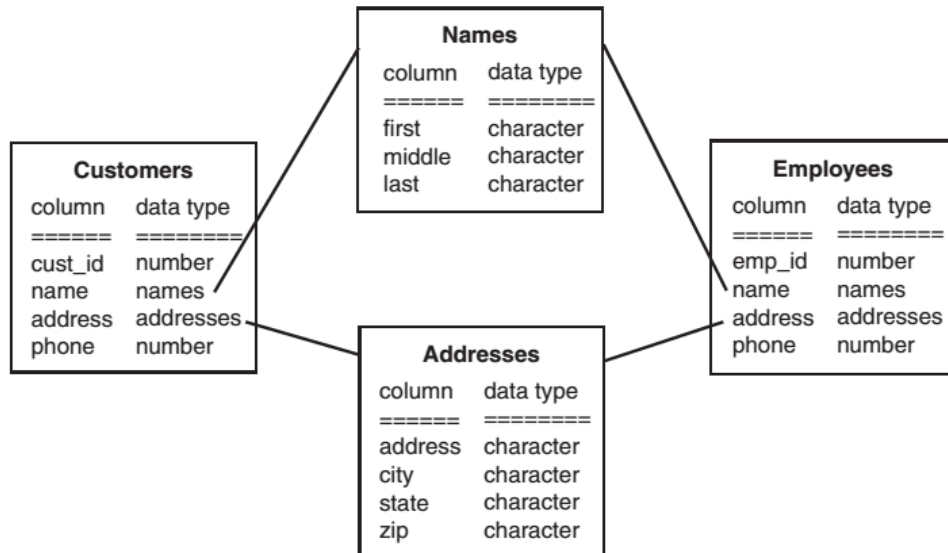 Names
column data type
====== ========
first character
middle character
last character
Customers
column data type
====== ========
cust_id number
name names
address addresses
phone number
Employees
column data type
====== ========
emp_id number
name names
address addresses
phone number
Addresses
column data type
====== ========
address character
city character
state character
zip character